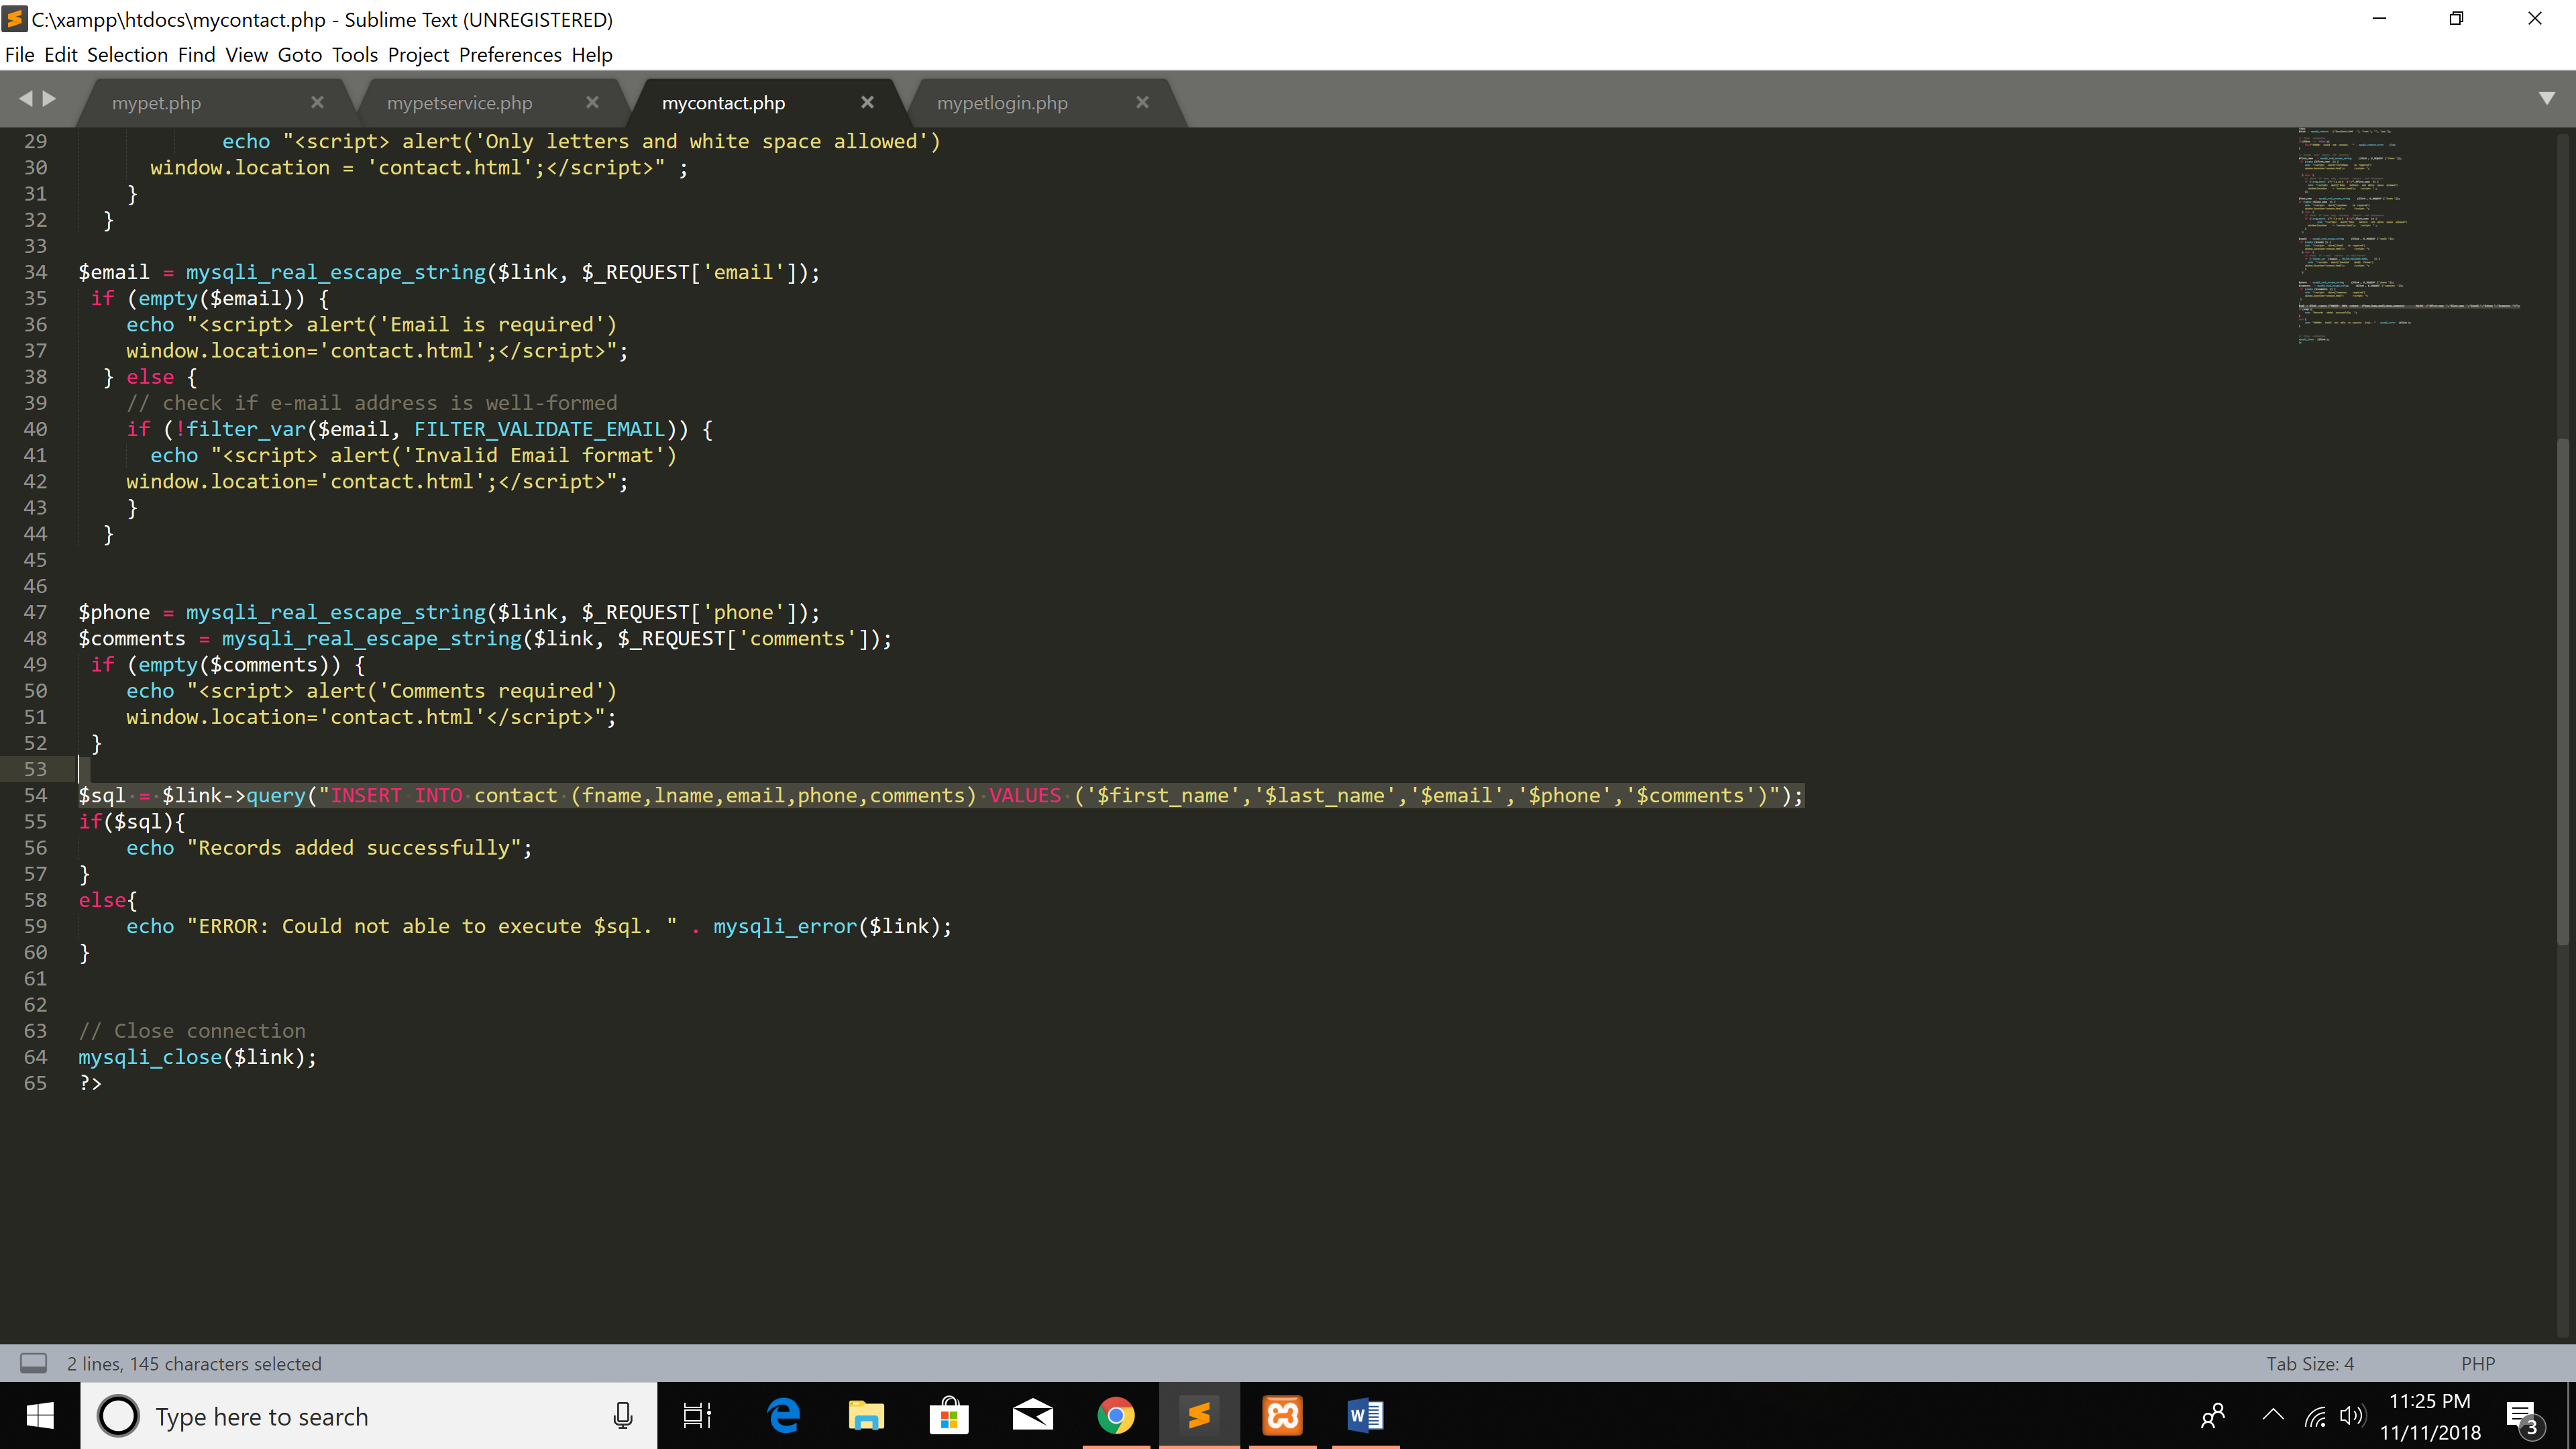 C:\xampp\htdocs\mycontact.php - Sublime Text (UNREGISTERED)
File Edit Selection Find View Goto Tools Project Preferences Help
mypet.php mypetservice.php mycontact.php mypetlogin.php
29 echo "<script> alert('Only letters and white space allowed')
30 window.location = 'contact.html';</script>" ;
31 }
32 }
33
34 $email = mysqli_real_escape_string($link, $_REQUEST['email']);
35 if (empty($email)) {
36 echo "<script> alert('Email is required')
37 window.location='contact.html';</script>";
38 } else {
39 // check if e-mail address is well-formed
40 if (!filter_var($email, FILTER_VALIDATE_EMAIL)) {
41 echo "<script> alert('Invalid Email format')
42 window.location='contact.html';</script>";
43 }
44 }
45
46
47 $phone = mysqli_real_escape_string($link, $_REQUEST['phone']);
48 $comments = mysqli_real_escape_string($link, $_REQUEST['comments']);
49 if (empty($comments)) {
50 echo "<script> alert('Comments required')
51 window.location='contact.html'</script>";
52 }
53
54 $sql = $link->query("INSERT INTO contact (fname,lname,email,phone,comments) VALUES ('$first_name','$last_name','$email','$phone','$comments')");
55 if($sql){
56 echo "Records added successfully";
57 }
58 else{
59 echo "ERROR: Could not able to execute $sql. " . mysqli_error($link);
60 }
61
62
63 // Close connection
64 mysqli_close($link);
65 ?>
2 lines, 145 characters selected
Tab Size: 4 PHP
Type here to search
11:25 PM
11/11/2018
3